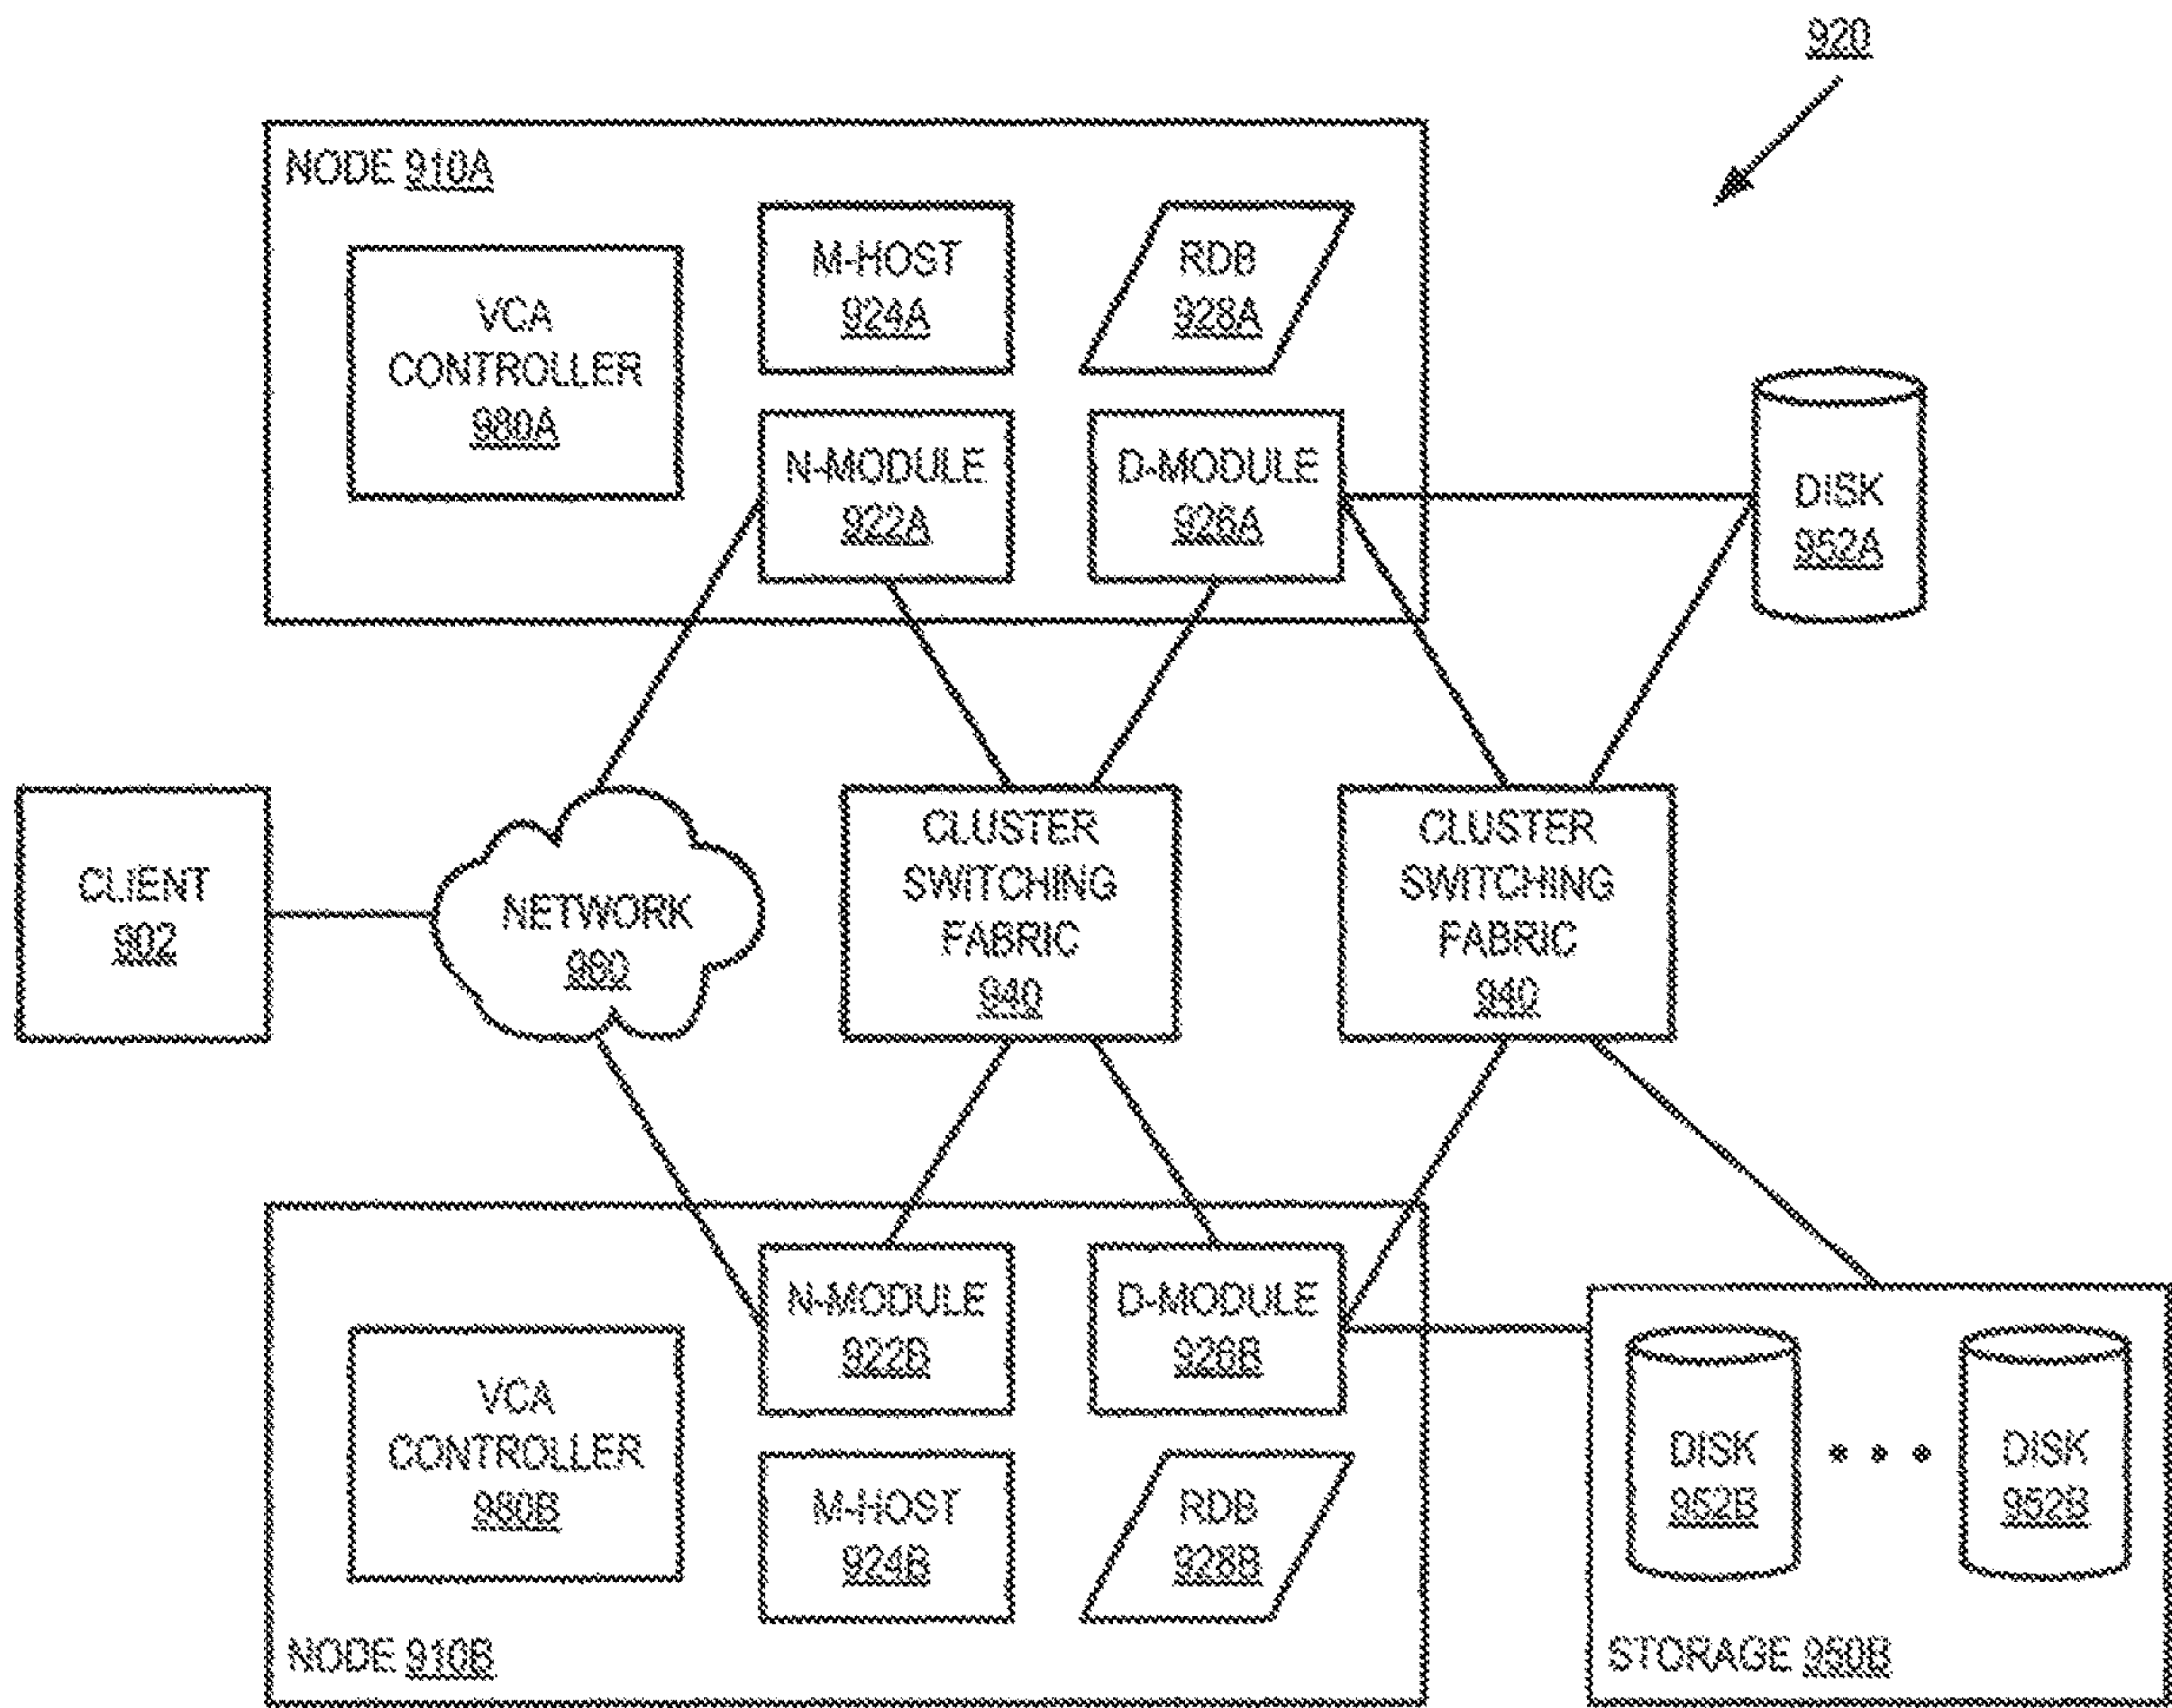 920
NODE 910A
M-HOST
924A
RDB
928A
VCA
CONTROLLER
980A
N-MODULE
922A
D-MODULE
926A
DISK
952A
CLIENT
902
NETWORK
960
CLUSTER
SWITCHING
FABRIC
940
CLUSTER
SWITCHING
FABRIC
940
N-MODULE
922B
D-MODULE
926B
VCA
CONTROLLER
980B
M-HOST
924B
RDB
928B
NODE 910B
DISK
952B
DISK
952B
STORAGE 950B